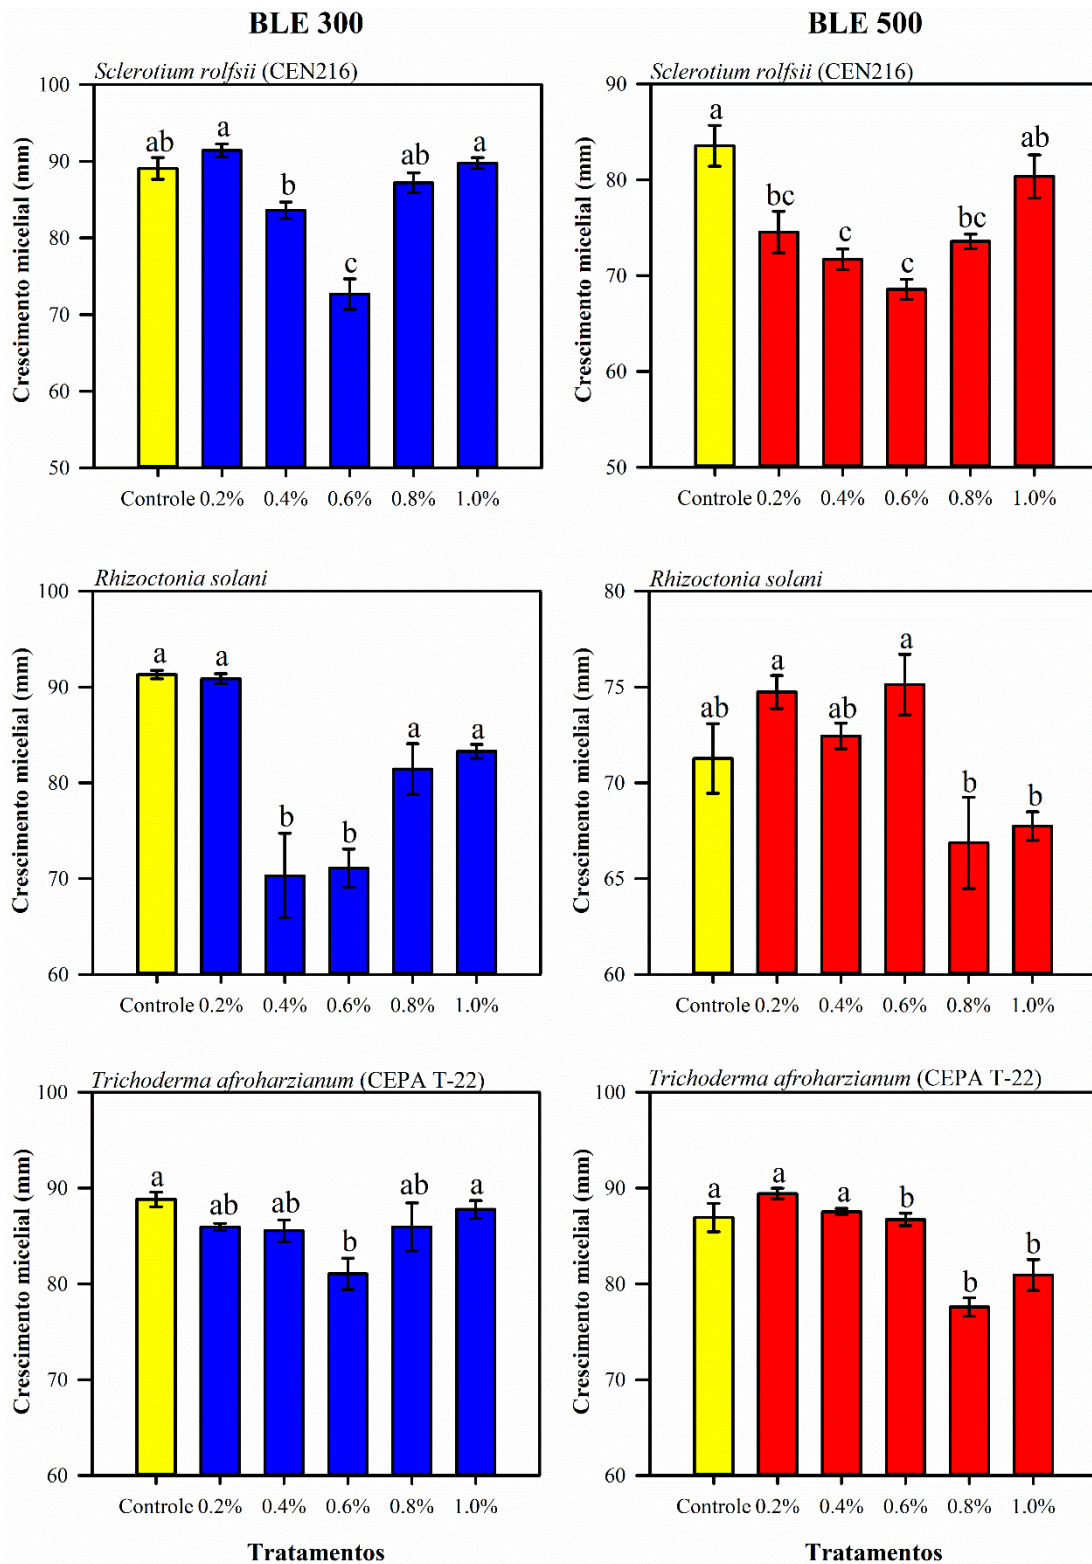 BLE 300
BLE 500
Sclerotium rolfsii (CEN216)
Crescimento micelial (mm)
100
90
80
70
60
50
ab
a
b
c
ab
a
Controle 0.2% 0.4% 0.6% 0.8% 1.0%
Sclerotium rolfsii (CEN216)
Crescimento micelial (mm)
90
80
70
60
50
a
bc
c
c
bc
ab
Controle 0.2% 0.4% 0.6% 0.8% 1.0%
Rhizoctonia solani
Crescimento micelial (mm)
100
90
80
70
60
a
a
b
b
a
a
Controle 0.2% 0.4% 0.6% 0.8% 1.0%
Rhizoctonia solani
Crescimento micelial (mm)
80
75
70
65
60
ab
a
ab
a
b
b
Controle 0.2% 0.4% 0.6% 0.8% 1.0%
Trichoderma afroharzianum (CEPA T-22)
Crescimento micelial (mm)
100
90
80
70
60
a
ab
ab
b
ab
a
Controle 0.2% 0.4% 0.6% 0.8% 1.0%
Tratamentos
Trichoderma afroharzianum (CEPA T-22)
Crescimento micelial (mm)
100
90
80
70
60
a
a
a
b
b
b
Controle 0.2% 0.4% 0.6% 0.8% 1.0%
Tratamentos